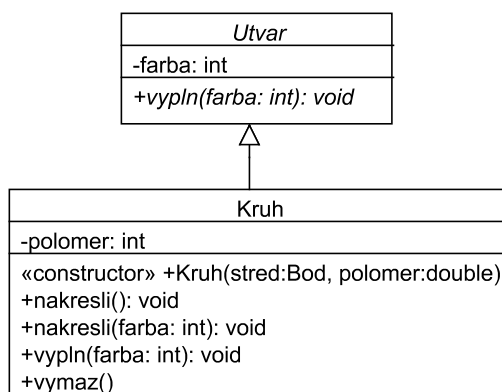 Utvar
-farba: int
+vypln(farba: int): void
Kruh
-polomer: int
«constructor» +Kruh(stred:Bod, polomer:double)
+nakresli(): void
+nakresli(farba: int): void
+vypln(farba: int): void
+vymaz()